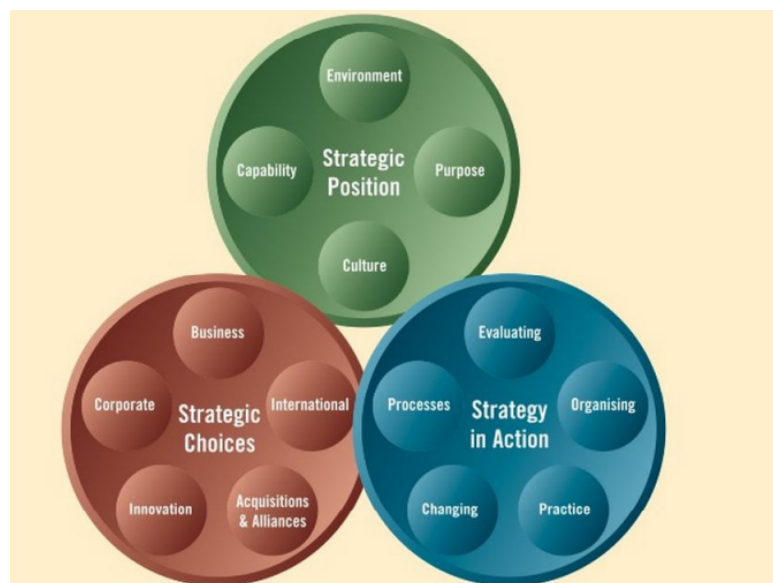 Environment
Capability
Strategic
Position
Purpose
Culture
Business
Corporate
Strategic
Choices
International
Innovation
Acquisitions
& Alliances
Evaluating
Processes
Strategy
in Action
Organising
Changing
Practice